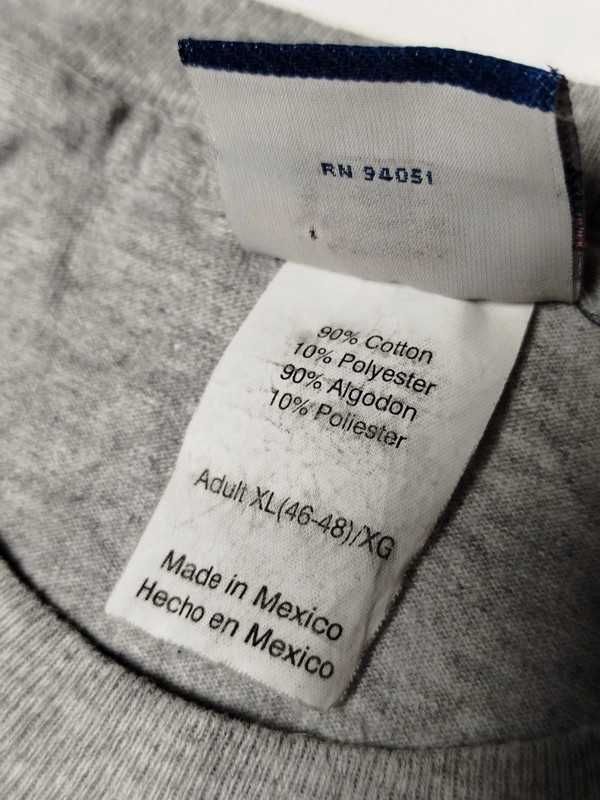 RN 94051
90% Cotton
10% Polyester
90% Algodon
10% Poliester
Adult XL(46-48)/XG
Made in Mexico
Hecho en Mexico